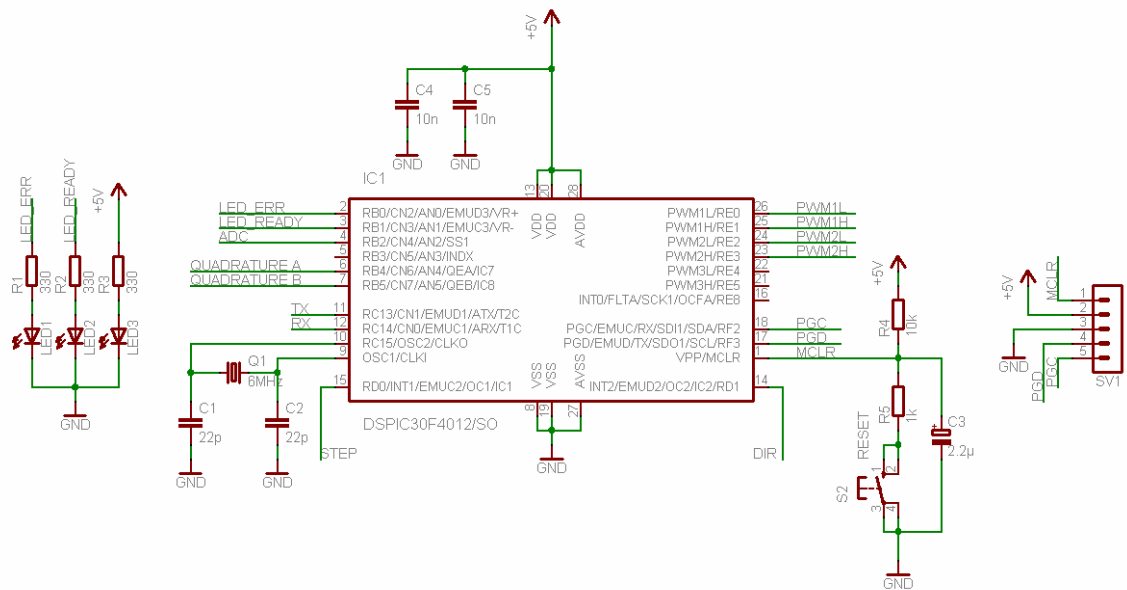 +5V
C4
10n
C5
10n
GND
GND
IC1
13
20
28
VDD
VDD
AVDD
LED_ERR
LED_READY
+5V
R1
330
R2
330
R3
330
LED1
LED2
LED3
GND
LED_ERR 2 RB0/CN2/AN0/EMUD3/VR+
LED_READY 3 RB1/CN3/AN1/EMUC3/VR-
ADC 4 RB2/CN4/AN2/SS1
5 RB3/CN5/AN3/INDX
QUADRATURE A 6 RB4/CN6/AN4/QEA/IC7
QUADRATURE B 7 RB5/CN7/AN5/QEB/IC8
TX 11 RC13/CN1/EMUD1/ATX/T2C
RX 12 RC14/CN0/EMUC1/ARX/T1C
10 RC15/OSC2/CLKO
9 OSC1/CLKI
15 RD0/INT1/EMUC2/OC1/IC1
PWM1L/RE0 26 PWM1L
PWM1H/RE1 25 PWM1H
PWM2L/RE2 24 PWM2L
PWM2H/RE3 23 PWM2H
PWM3L/RE4 22
PWM3H/RE5 21
INT0/FLTA/SCK1/OCFA/RE8 16
PGC/EMUC/RX/SDI1/SDA/RF2 18 PGC
PGD/EMUD/TX/SDO1/SCL/RF3 17 PGD
VPP/MCLR 1 MCLR
INT2/EMUD2/OC2/IC2/RD1 14
VSS
VSS
AVSS
8
19
27
DSPIC30F4012/SO
GND
Q1
6MHz
C1
22p
C2
22p
GND
GND
STEP
DIR
+5V
R4
10k
R5
1k
C3
+
2.2µ
RESET
S2
1
2
3
4
GND
+5V
MCLR
1
2
3
4
5
GND
PGD
PGC
SV1